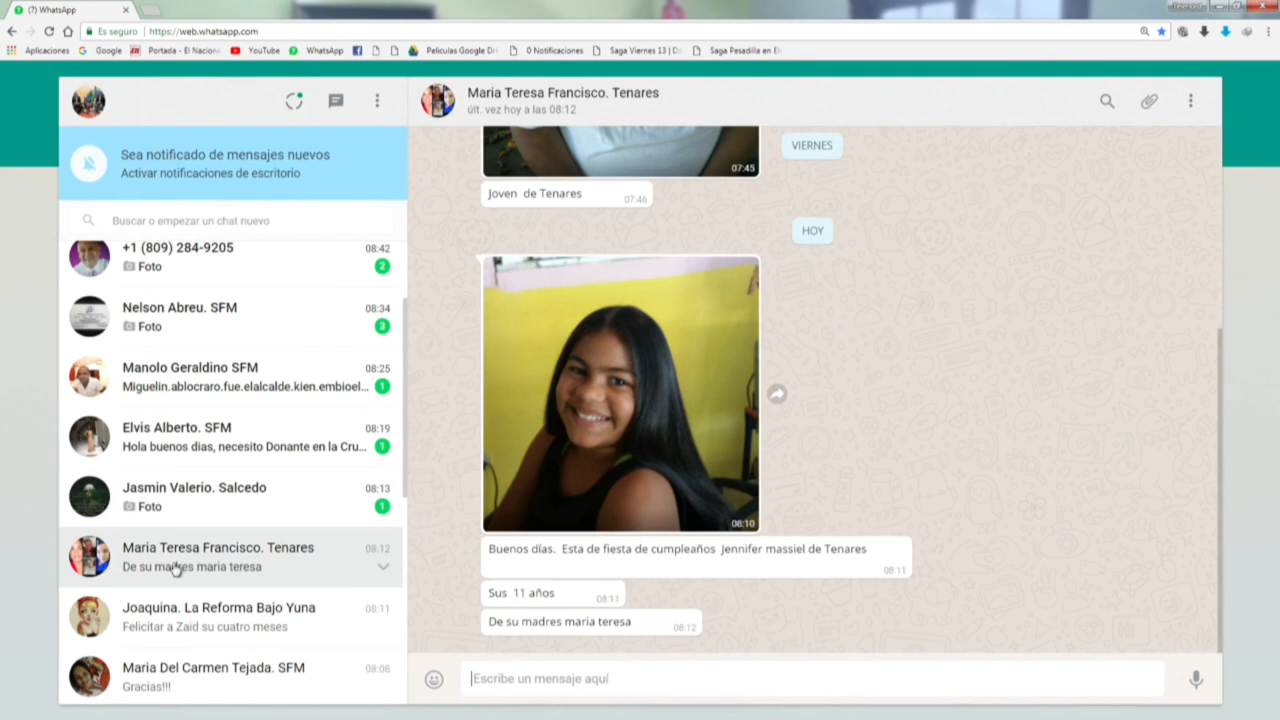 (7) WhatsApp
Es seguro | https://web.whatsapp.com
Aplicaciones Google Portada - El Naciona YouTube WhatsApp Peliculas Google Dri 0 Notificaciones Saga Viernes 13 | D Saga Pesadilla en El
Maria Teresa Francisco. Tenares
últ. vez hoy a las 08:12
Sea notificado de mensajes nuevos
Activar notificaciones de escritorio
Buscar o empezar un chat nuevo
+1 (809) 284-9205 08:42
Foto 2
Nelson Abreu. SFM 08:34
Foto 3
Manolo Geraldino SFM 08:25
Miguelin.ablocraro.fue.elalcalde.kien.embioel... 1
Elvis Alberto. SFM 08:19
Hola buenos dias, necesito Donante en la Cru... 1
Jasmin Valerio. Salcedo 08:13
Foto 1
Maria Teresa Francisco. Tenares 08:12
De su madres maria teresa
Joaquina. La Reforma Bajo Yuna 08:11
Felicitar a Zaid su cuatro meses
Maria Del Carmen Tejada. SFM 08:08
Gracias!!!
07:45
VIERNES
Joven de Tenares 07:46
HOY
08:10
Buenos días. Esta de fiesta de cumpleaños Jennifer massiel de Tenares
08:11
Sus 11 años 08:11
De su madres maria teresa 08:12
Escribe un mensaje aquí